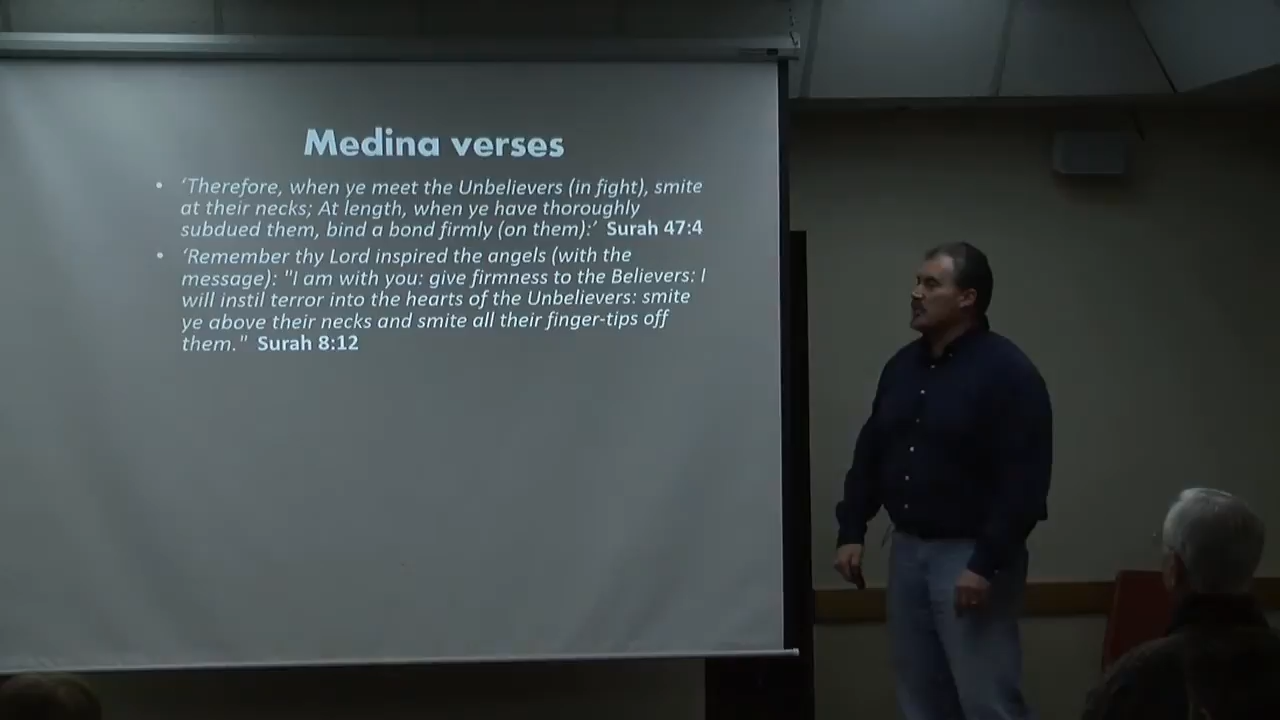 Medina verses
• ‘Therefore, when ye meet the Unbelievers (in fight), smite
at their necks; At length, when ye have thoroughly
subdued them, bind a bond firmly (on them):’ Surah 47:4
• ‘Remember thy Lord inspired the angels (with the
message): "I am with you: give firmness to the Believers: I
will instil terror into the hearts of the Unbelievers: smite
ye above their necks and smite all their finger-tips off
them." Surah 8:12